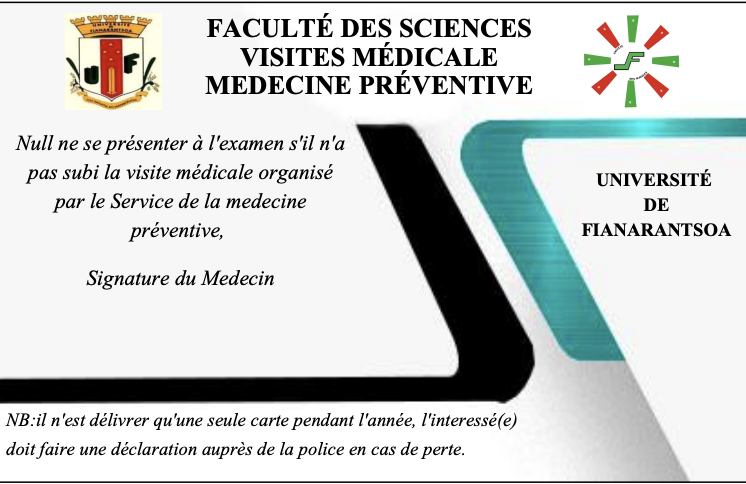 UNIVERSITÉ
FIANARANTSOA
U F
FACULTÉ DES SCIENCES
VISITES MÉDICALE
MEDECINE PRÉVENTIVE
Null ne se présenter à l'examen s'il n'a
pas subi la visite médicale organisé
par le Service de la medecine
préventive,
Signature du Medecin
UNIVERSITÉ
DE
FIANARANTSOA
NB:il n'est délivrer qu'une seule carte pendant l'année, l'interessé(e)
doit faire une déclaration auprès de la police en cas de perte.